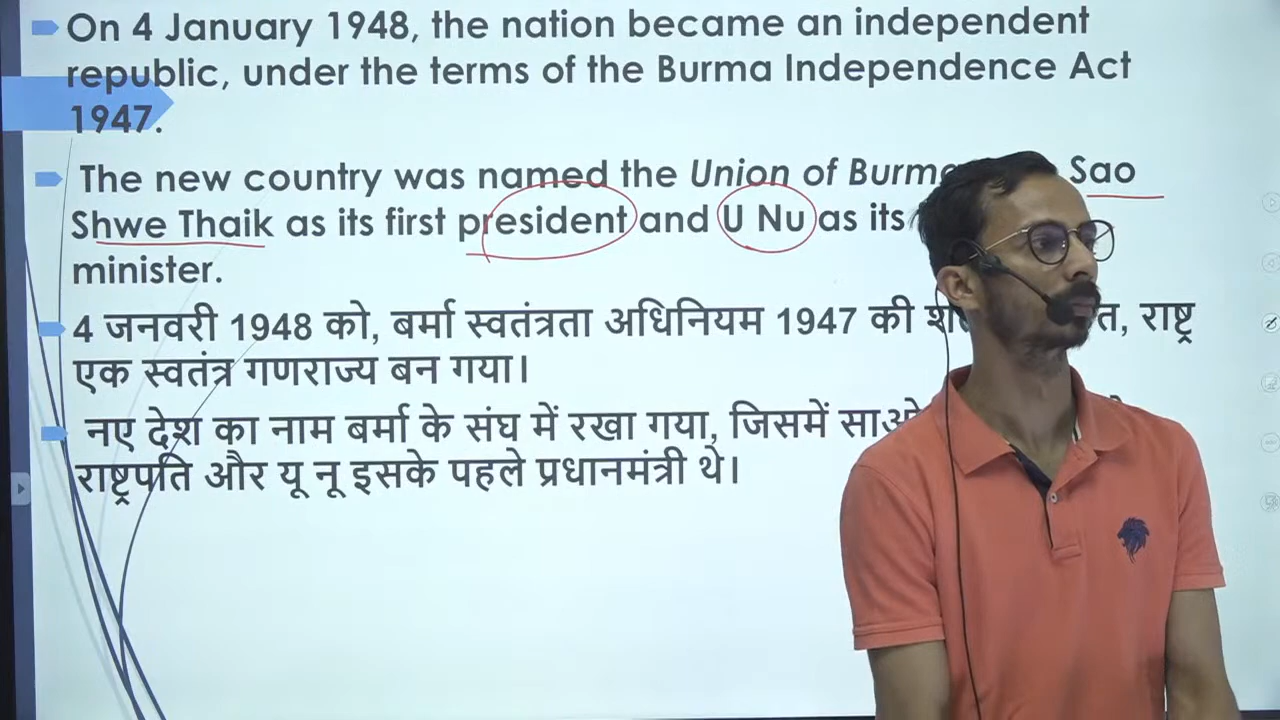 On 4 January 1948, the nation became an independent
republic, under the terms of the Burma Independence Act
1947.
The new country was named the Union of Burma Sao
Shwe Thaik as its first president and U Nu as its
minister.
4 जनवरी 1948 को, बर्मा स्वतंत्रता अधिनियम 1947 की राष्ट्र
एक स्वतंत्र गणराज्य बन गया।
नए देश का नाम बर्मा के संघ में रखा गया, जिसमें
राष्ट्रपति और यू नू इसके पहले प्रधानमंत्री थे।